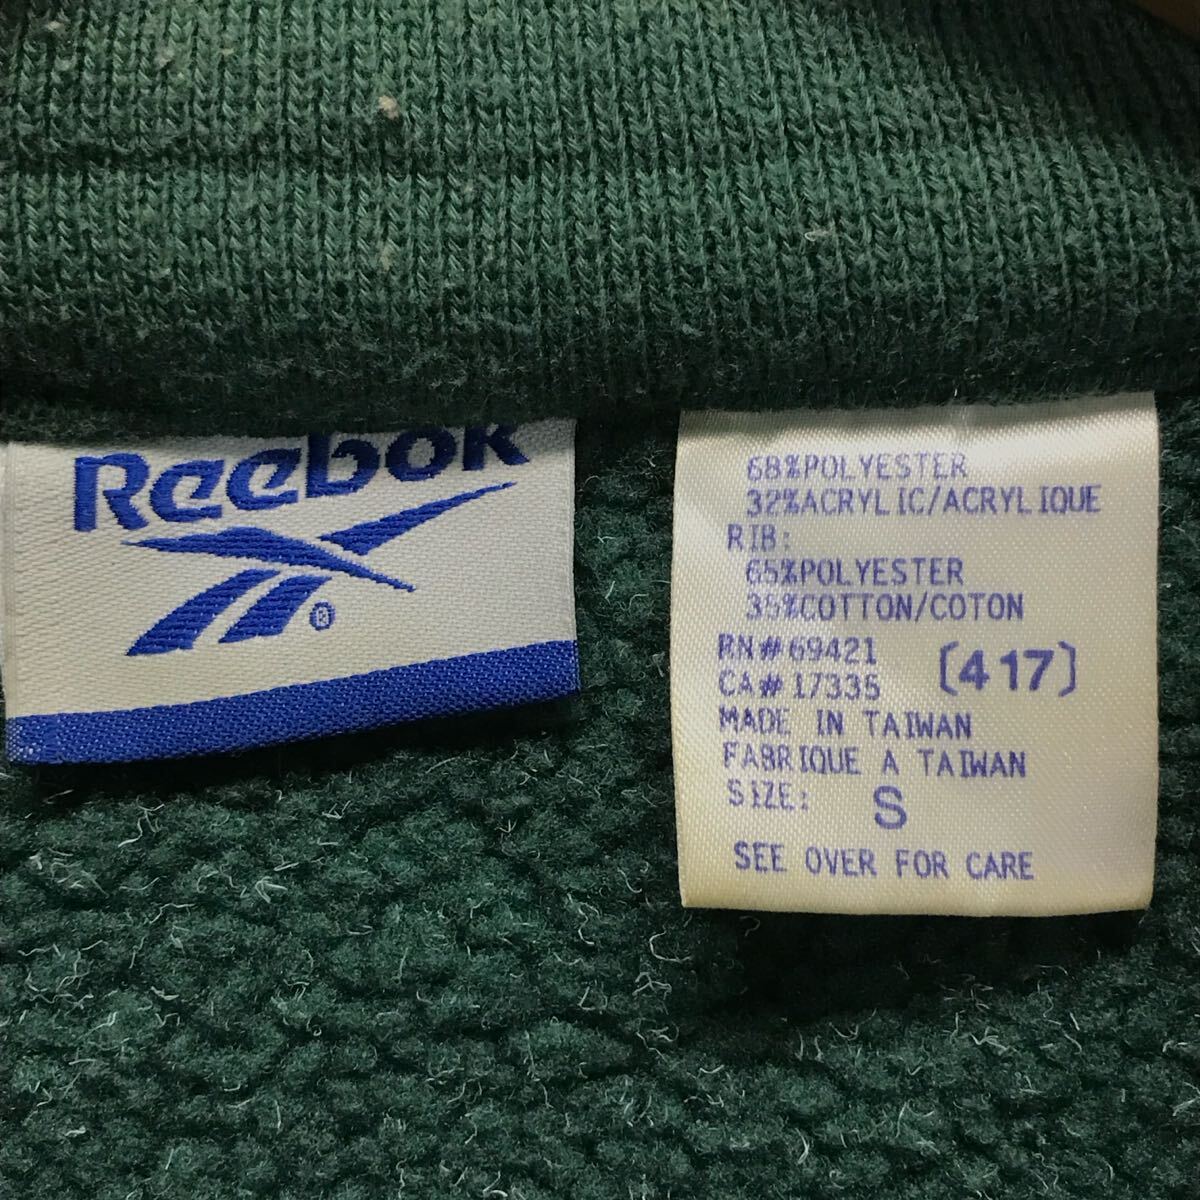 Reebok
®
68%POLYESTER
32%ACRYLIC/ACRYLIQUE
RIB:
65%POLYESTER
35%COTTON/COTON
RN#69421
CA#17335 [417]
MADE IN TAIWAN
FABRIQUE A TAIWAN
SIZE: S
SEE OVER FOR CARE